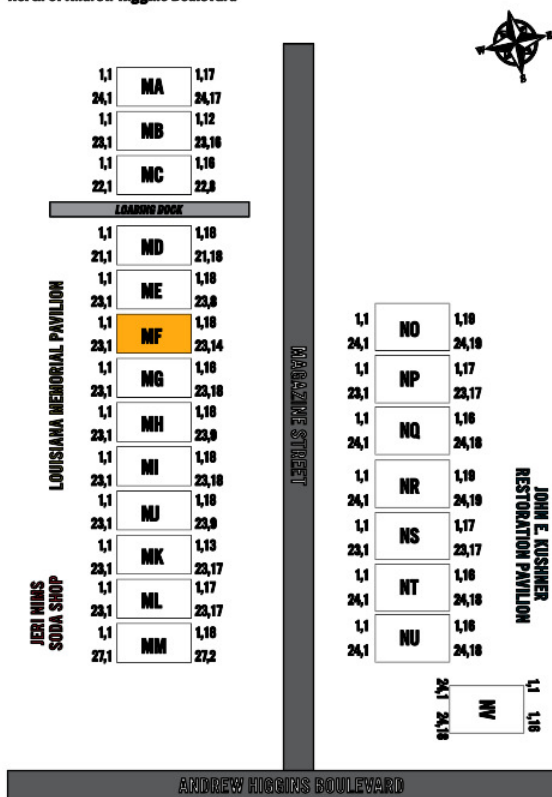 North of Andrew Higgins Boulevard
1,1 MA 1,17
24,1 24,17
1,1 MB 1,12
23,1 23,16
1,1 MC 1,16
22,1 22,8
LOADING DOCK
1,1 MD 1,18
21,1 21,18
1,1 ME 1,18
23,1 23,8
1,1 MF 1,18
23,1 23,14
1,1 MG 1,16
23,1 23,18
1,1 MH 1,18
23,1 23,9
1,1 MI 1,18
23,1 23,18
1,1 MJ 1,18
23,1 23,9
1,1 MK 1,13
23,1 23,17
1,1 ML 1,17
23,1 23,17
1,1 MM 1,18
27,1 27,2
LOUISIANA MEMORIAL PAVILION
JERI NIMS
SODA SHOP
MAGAZINE STREET
1,1 NO 1,19
24,1 24,19
1,1 NP 1,17
23,1 23,17
1,1 NQ 1,16
24,1 24,18
1,1 NR 1,19
24,1 24,19
1,1 NS 1,17
23,1 23,17
1,1 NT 1,16
24,1 24,18
1,1 NU 1,16
24,1 24,18
1,1 NV 1,16
24,1 24,18
JOHN E. KUSHNER
RESTORATION PAVILION
ANDREW HIGGINS BOULEVARD